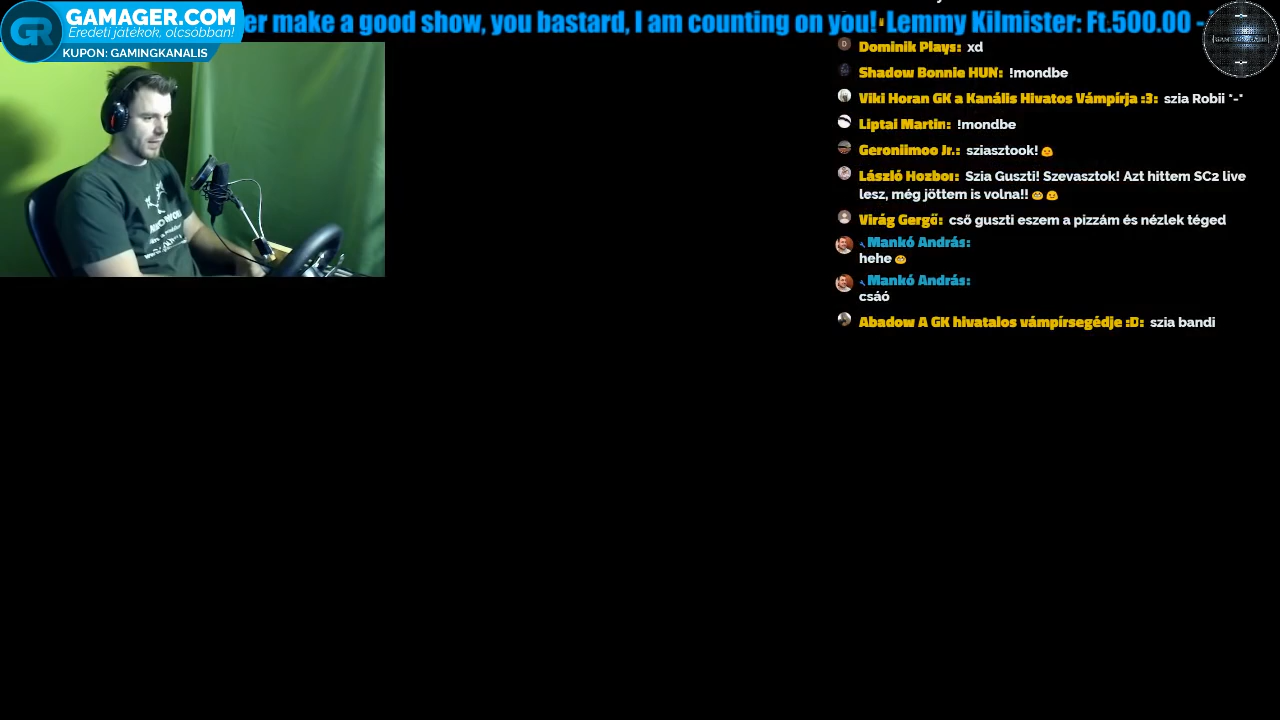 GAMAGER.COM
Eredeti játékok, olcsóbban!
KUPON: GAMINGKANALIS
er make a good show, you bastard, I am counting on you!" Lemmy Kilmister: Ft.500.00 -
Dominik Plays: xd
Shadow Bonnie HUN: !mondbe
Viki Horan GK a Kanális Hivatos Vámpírja :3: szia Robii *-*
Liptai Martin: !mondbe
Geroniimoo Jr.: sziasztook!
László Hozbor: Szia Guszti! Szevasztok! Azt hittem SC2 live
lesz, még jöttem is volna!!
Virág Gergő: cső guszti eszem a pizzám és nézlek téged
Mankó András:
hehe
Mankó András:
csáó
Abadow A GK hivatalos vámpírsegédje :D: szia bandi